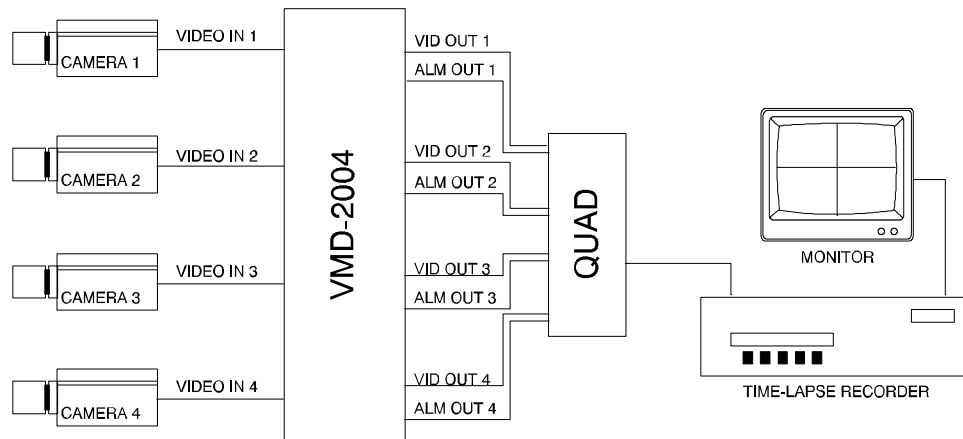 CAMERA 1
VIDEO IN 1
CAMERA 2
VIDEO IN 2
CAMERA 3
VIDEO IN 3
CAMERA 4
VIDEO IN 4
VMD-2004
VID OUT 1
ALM OUT 1
VID OUT 2
ALM OUT 2
VID OUT 3
ALM OUT 3
VID OUT 4
ALM OUT 4
QUAD
MONITOR
TIME-LAPSE RECORDER